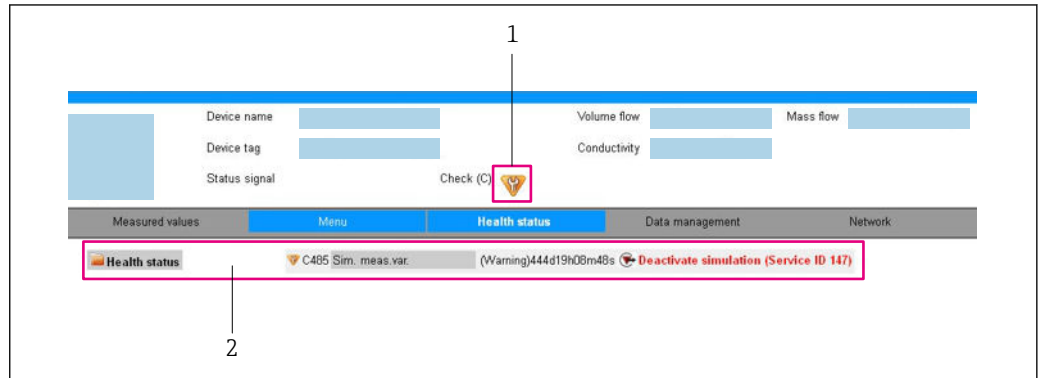 1
Device name
Volume flow
Mass flow
Device tag
Conductivity
Status signal
Check (C)
Measured values
Menu
Health status
Data management
Network
Health status
C485 Sim. meas.var.
(Warning)444d19h08m48s
Deactivate simulation (Service ID 147)
2